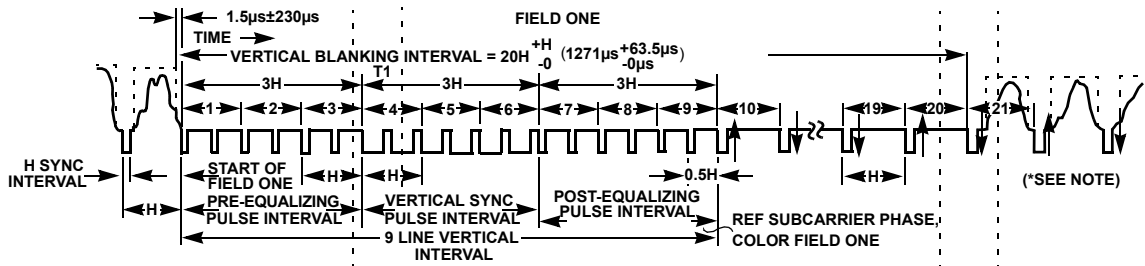 1.5µs±230µs
FIELD ONE
TIME
VERTICAL BLANKING INTERVAL = 20H +H -0 (1271µs +63.5µs -0µs)
T1
3H 3H 3H
1 2 3 4 5 6 7 8 9 10 19 20 21
H SYNC
INTERVAL
START OF
FIELD ONE
H H 0.5H H
(*SEE NOTE)
H
PRE-EQUALIZING
PULSE INTERVAL
VERTICAL SYNC
PULSE INTERVAL
POST-EQUALIZING
PULSE INTERVAL
REF SUBCARRIER PHASE,
COLOR FIELD ONE
9 LINE VERTICAL
INTERVAL